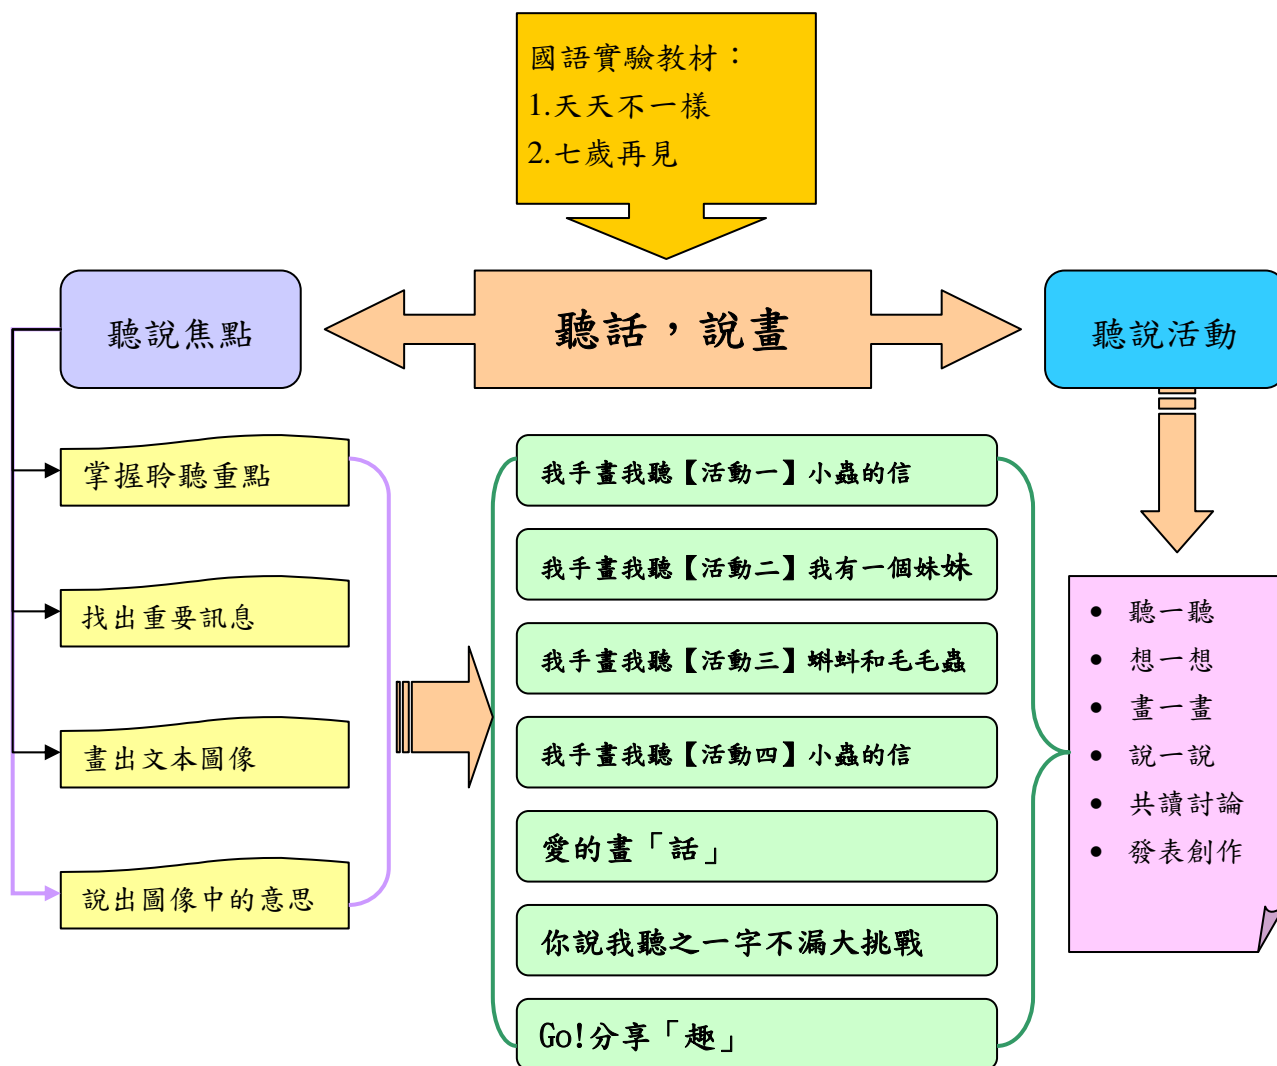 國語實驗教材：
1.天天不一樣
2.七歲再見
聽說焦點
聽話，說畫
聽說活動
掌握聆聽重點
找出重要訊息
畫出文本圖像
說出圖像中的意思
我手畫我聽【活動一】小蟲的信
我手畫我聽【活動二】我有一個妹妹
我手畫我聽【活動三】蝌蚪和毛毛蟲
我手畫我聽【活動四】小蟲的信
愛的畫「話」
你說我聽之一字不漏大挑戰
Go!分享「趣」
• 聽一聽
• 想一想
• 畫一畫
• 說一說
• 共讀討論
• 發表創作